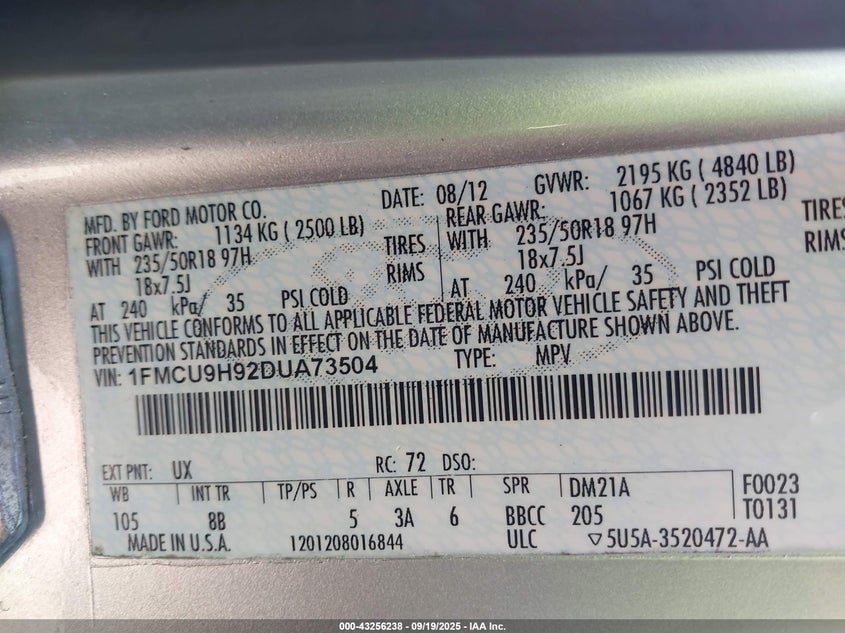 MFD. BY FORD MOTOR CO.
DATE: 08/12
GVWR: 2195 KG ( 4840 LB)
FRONT GAWR: 1134 KG ( 2500 LB)
REAR GAWR: 1067 KG ( 2352 LB)
WITH 235/50R18 97H TIRES
WITH 235/50R18 97H TIRES
18x7.5J RIMS
18x7.5J RIMS
AT 240 kPa/ 35 PSI COLD
AT 240 kPa/ 35 PSI COLD
THIS VEHICLE CONFORMS TO ALL APPLICABLE FEDERAL MOTOR VEHICLE SAFETY AND THEFT
PREVENTION STANDARDS IN EFFECT ON THE DATE OF MANUFACTURE SHOWN ABOVE.
VIN: 1FMCU9H92DUA73504 TYPE: MPV
EXT PNT: UX RC: 72 DSO:
WB INT TR TP/PS R AXLE TR SPR DM21A F0023
105 8B 5 3A 6 BBCC 205 T0131
MADE IN U.S.A. 1201208016844 ULC ▽5U5A-3520472-AA
000-43256238 - 09/19/2025 - IAA Inc.